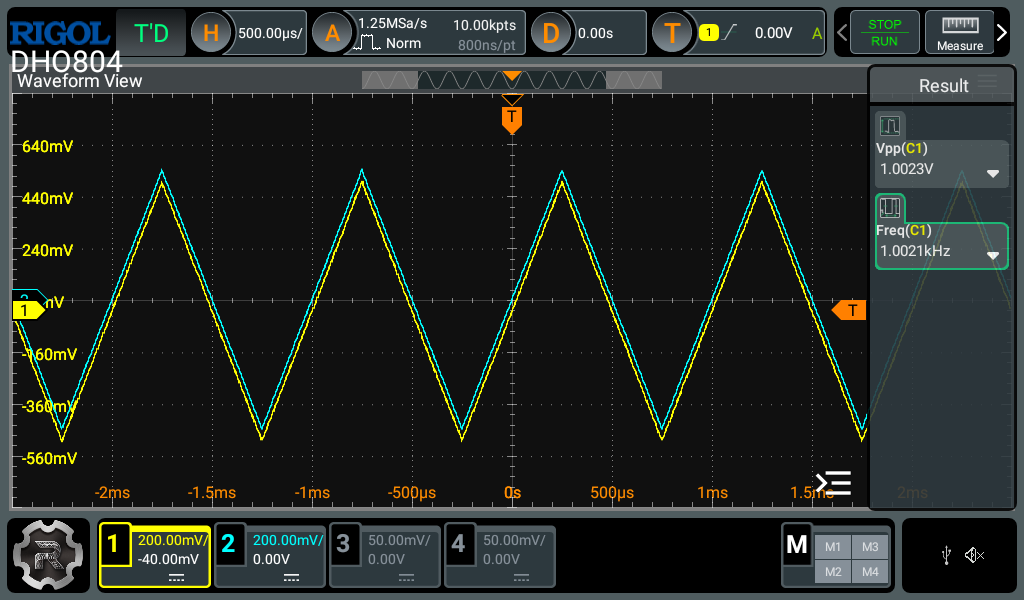 RIGOL
T'D
H
500.00µs/
A
1.25MSa/s
Norm
10.00kpts
800ns/pt
D
0.00s
T
1
0.00V
A
STOP
RUN
Measure
DHO804
Waveform View
Result
T
640mV
440mV
240mV
-160mV
-360mV
-560mV
1
T
Vpp(C1)
1.0023V
Freq(C1)
1.0021kHz
-2ms
-1.5ms
-1ms
-500µs
0s
500µs
1ms
1.5ms
2ms
1
200.00mV/
-40.00mV
2
200.00mV/
0.00V
3
50.00mV/
0.00V
4
50.00mV/
0.00V
M
M1
M3
M2
M4